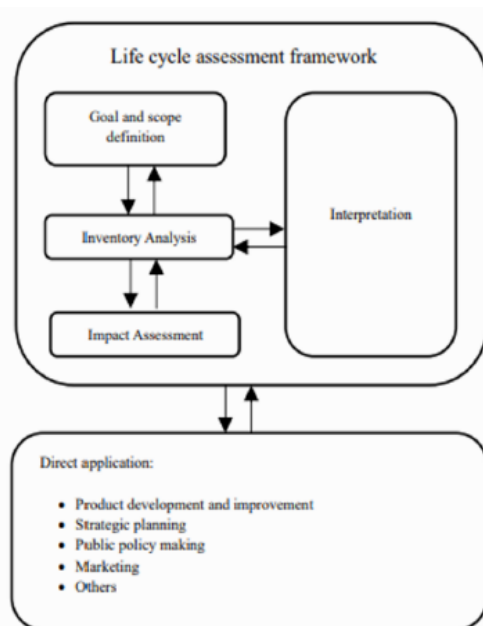 Life cycle assessment framework
Goal and scope
definition
Inventory Analysis
Impact Assessment
Interpretation
Direct application:
• Product development and improvement
• Strategic planning
• Public policy making
• Marketing
• Others